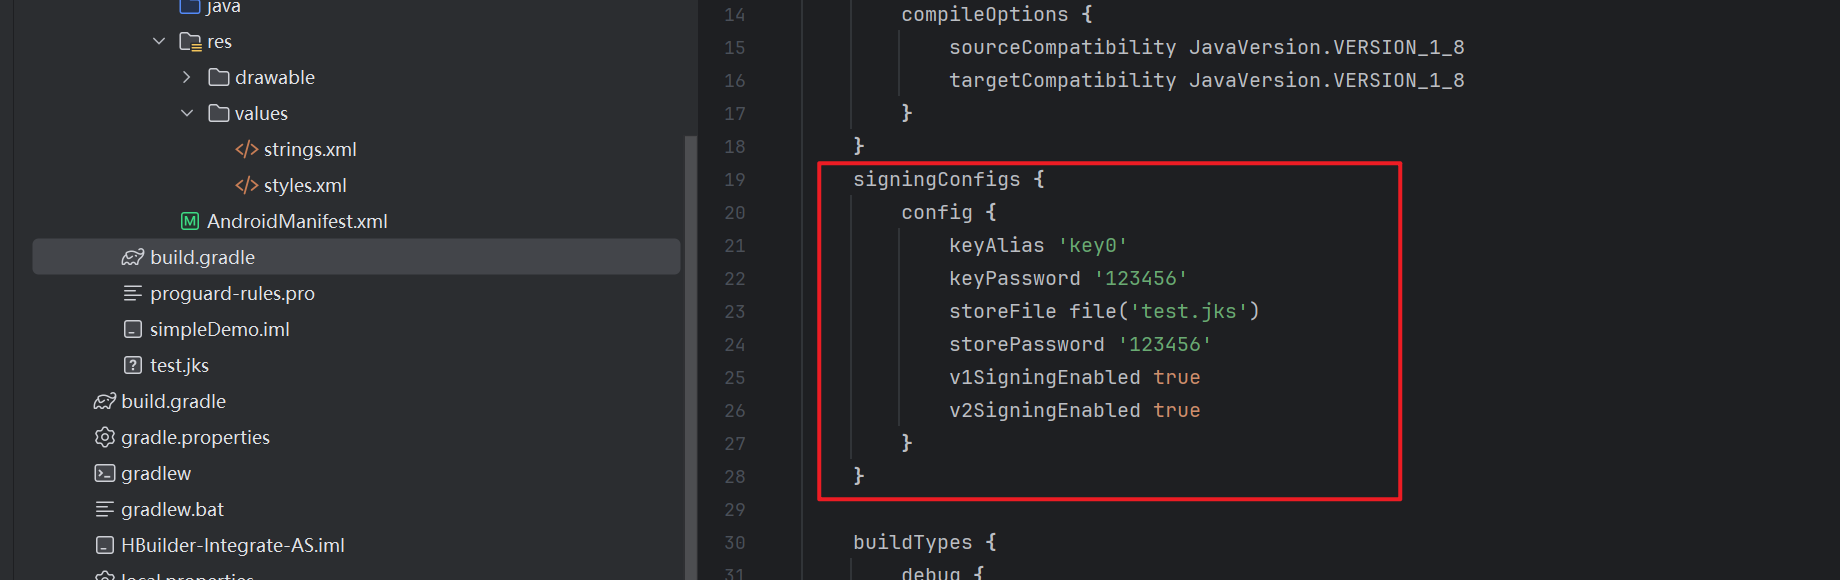 java
res
drawable
values
strings.xml
styles.xml
AndroidManifest.xml
build.gradle
proguard-rules.pro
simpleDemo.iml
test.jks
build.gradle
gradle.properties
gradlew
gradlew.bat
HBuilder-Integrate-AS.iml
local.properties
14 compileOptions {
15 sourceCompatibility JavaVersion.VERSION_1_8
16 targetCompatibility JavaVersion.VERSION_1_8
17 }
18 }
19 signingConfigs {
20 config {
21 keyAlias 'key0'
22 keyPassword '123456'
23 storeFile file('test.jks')
24 storePassword '123456'
25 v1SigningEnabled true
26 v2SigningEnabled true
27 }
28 }
29
30 buildTypes {
31 debug {